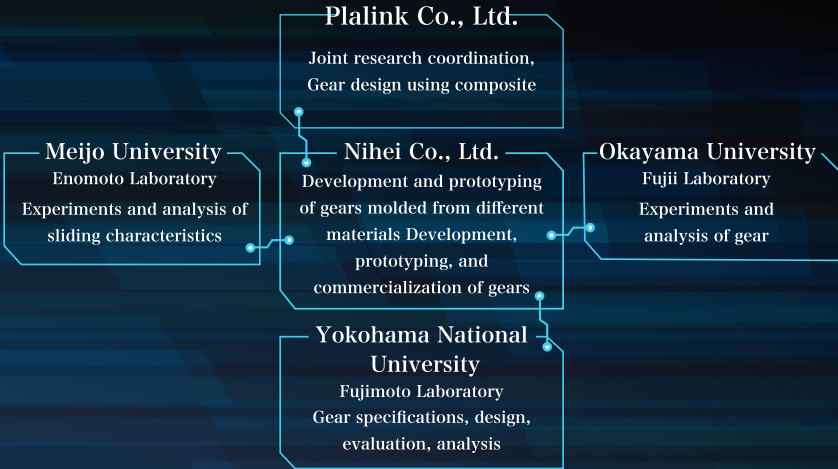 Plalink Co., Ltd.
Joint research coordination,
Gear design using composite
Meijo University
Enomoto Laboratory
Experiments and analysis of
sliding characteristics
Nihei Co., Ltd.
Development and prototyping
of gears molded from different
materials Development,
prototyping, and
commercialization of gears
Okayama University
Fujii Laboratory
Experiments and
analysis of gear
Yokohama National
University
Fujimoto Laboratory
Gear specifications, design,
evaluation, analysis